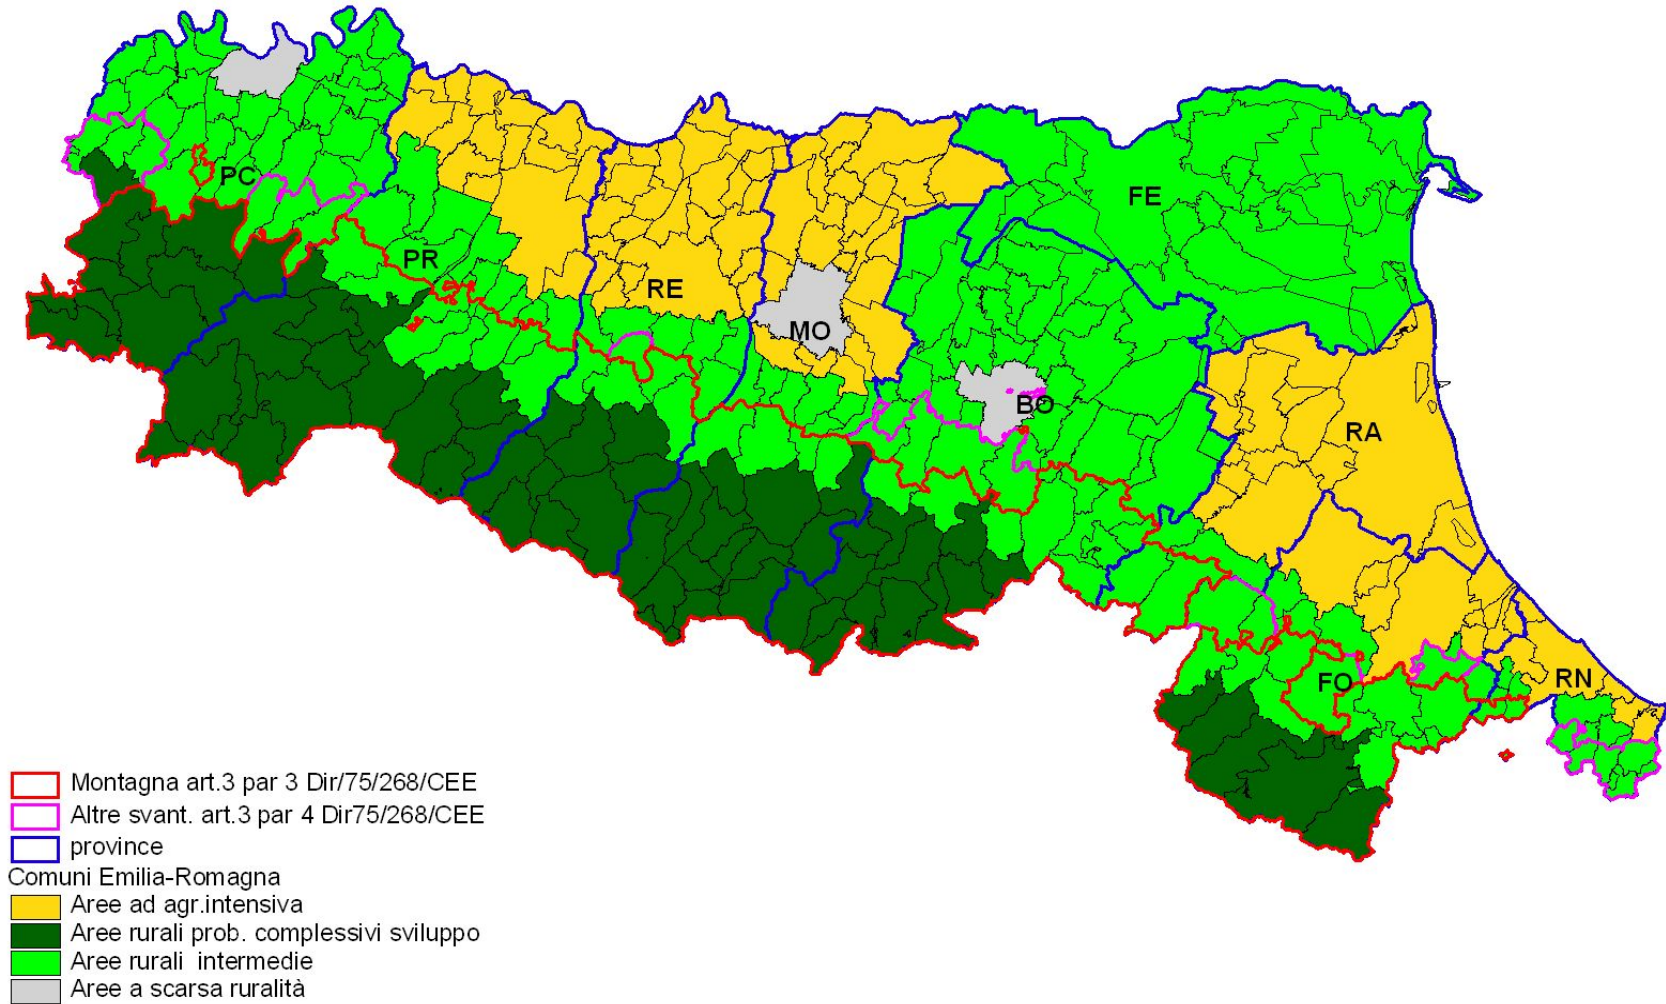 PC
FE
PR
RE
MO
BO
RA
FO
RN
Montagna art.3 par 3 Dir/75/268/CEE
Altre svant. art.3 par 4 Dir75/268/CEE
province
Comuni Emilia-Romagna
Aree ad agr.intensiva
Aree rurali prob. complessivi sviluppo
Aree rurali intermedie
Aree a scarsa ruralità